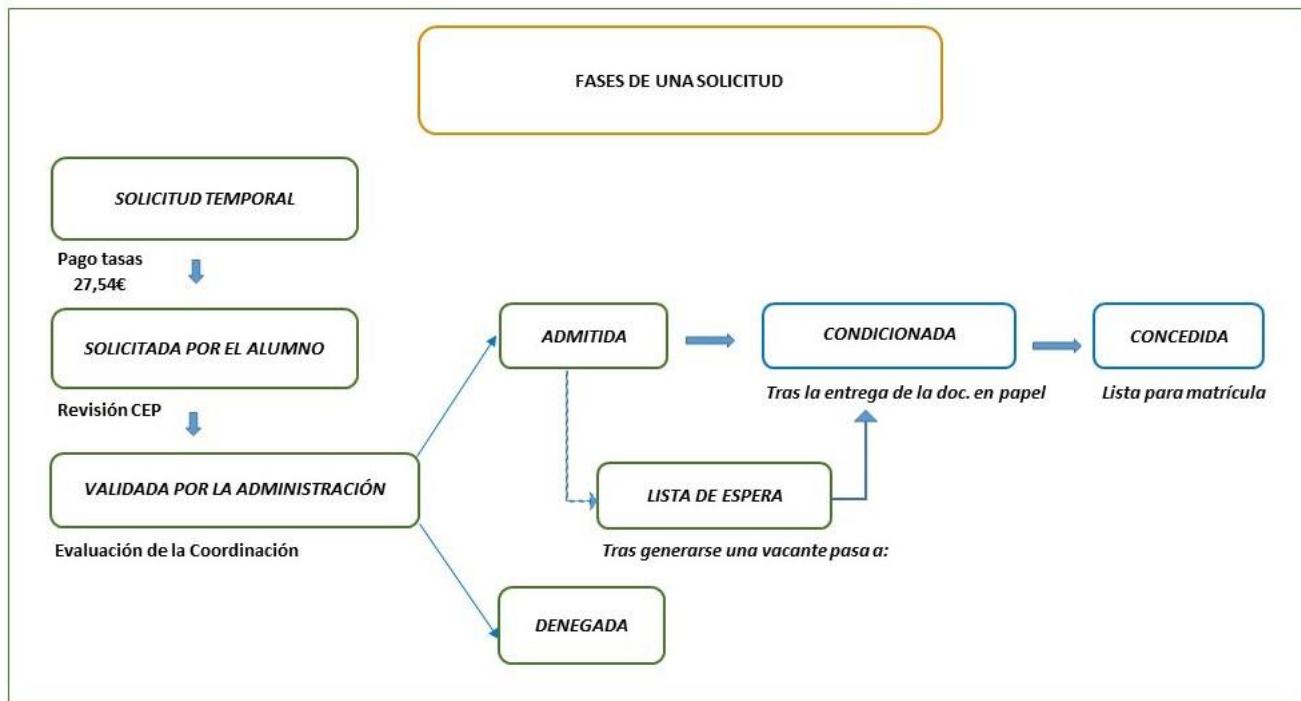 FASES DE UNA SOLICITUD
SOLICITUD TEMPORAL
Pago tasas
27,54€
SOLICITADA POR EL ALUMNO
Revisión CEP
VALIDADA POR LA ADMINISTRACIÓN
Evaluación de la Coordinación
ADMITIDA
CONDICIONADA
CONCEDIDA
Tras la entrega de la doc. en papel
Lista para matrícula
LISTA DE ESPERA
Tras generarse una vacante pasa a:
DENEGADA